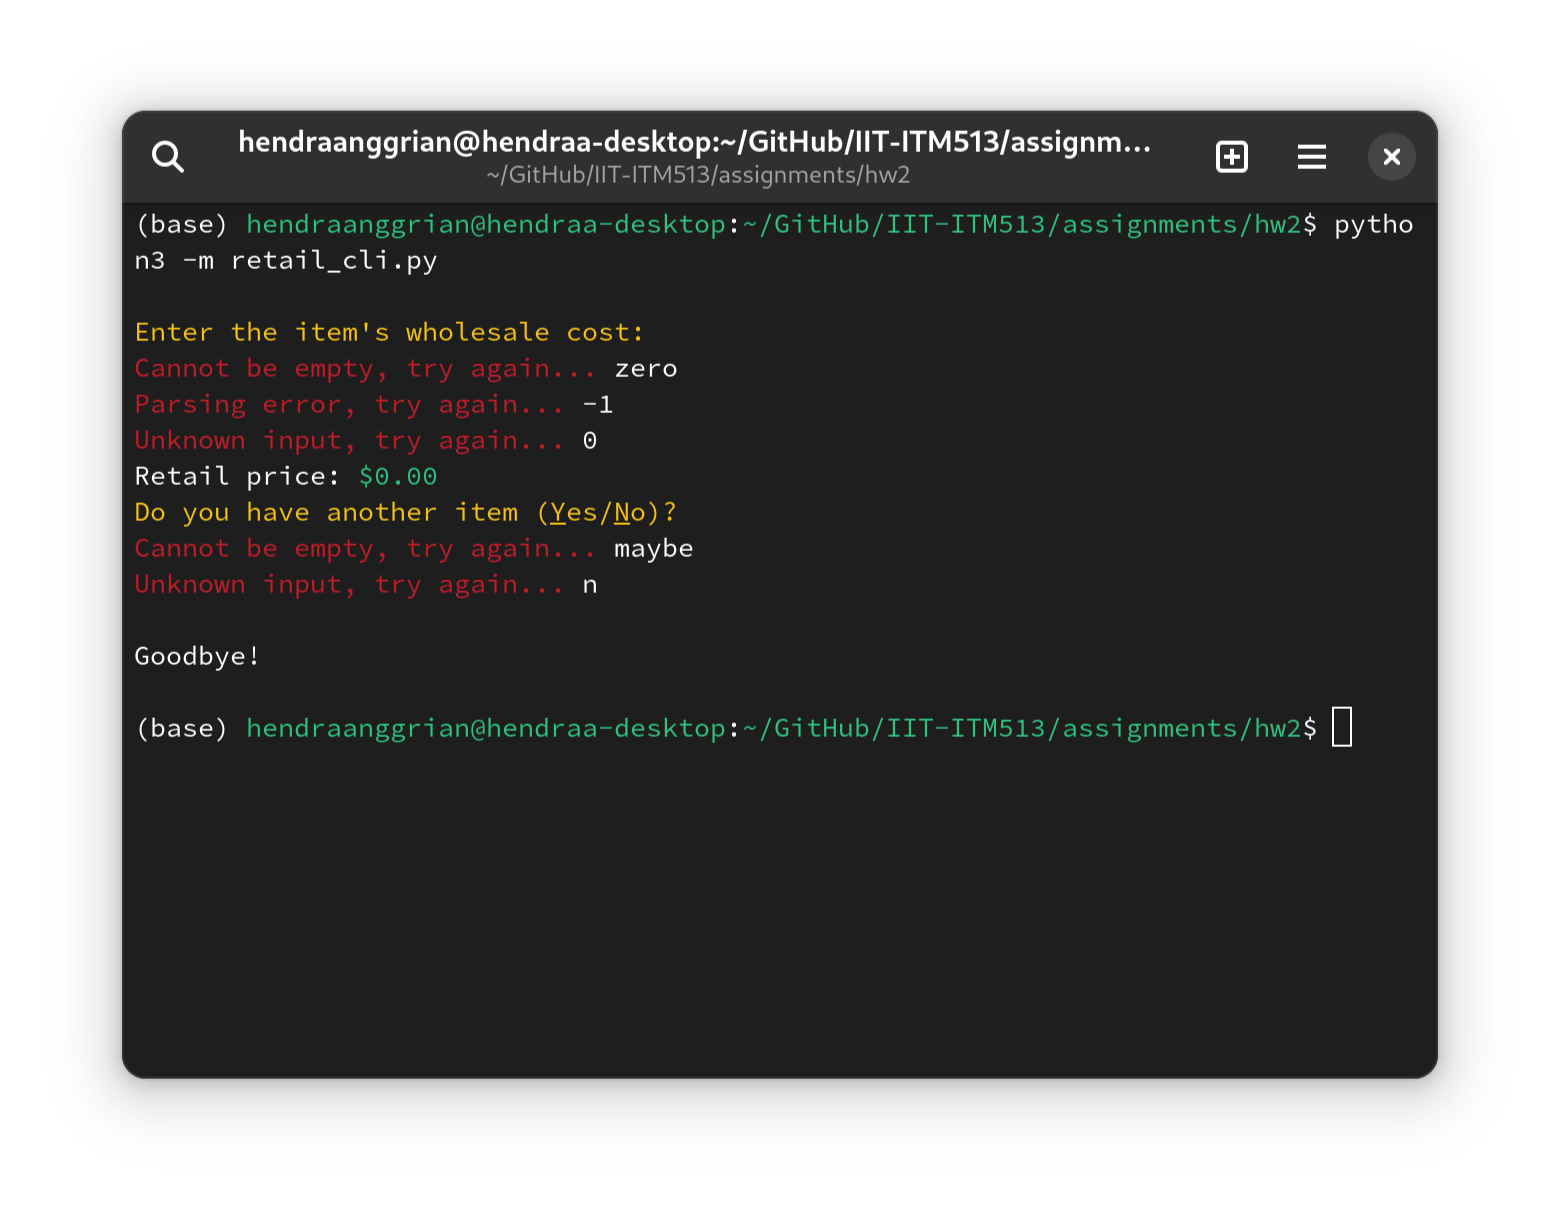 hendraanggrian@hendraa-desktop:~/GitHub/IIT-ITM513/assignm...
~/GitHub/IIT-ITM513/assignments/hw2
(base) hendraanggrian@hendraa-desktop:~/GitHub/IIT-ITM513/assignments/hw2$ pytho
n3 -m retail_cli.py
Enter the item's wholesale cost:
Cannot be empty, try again... zero
Parsing error, try again... -1
Unknown input, try again... 0
Retail price: $0.00
Do you have another item (Yes/No)?
Cannot be empty, try again... maybe
Unknown input, try again... n
Goodbye!
(base) hendraanggrian@hendraa-desktop:~/GitHub/IIT-ITM513/assignments/hw2$